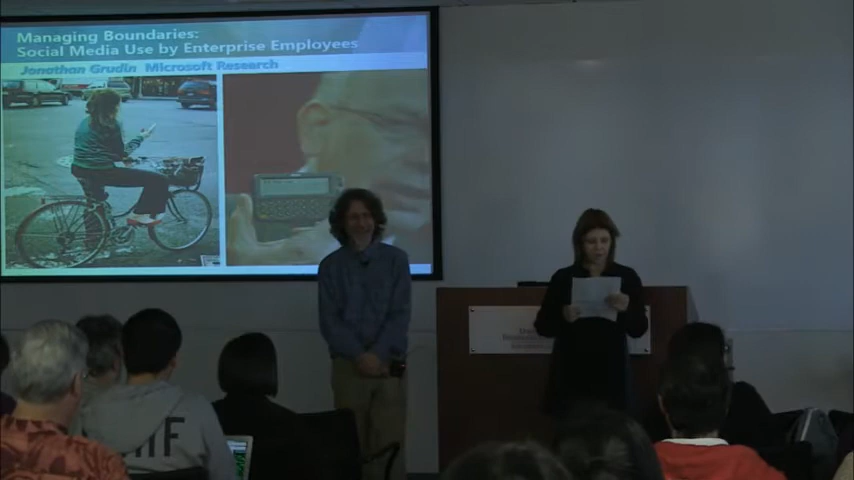 Managing Boundaries:
Social Media Use by Enterprise Employees
Jonathan Grudin Microsoft Research